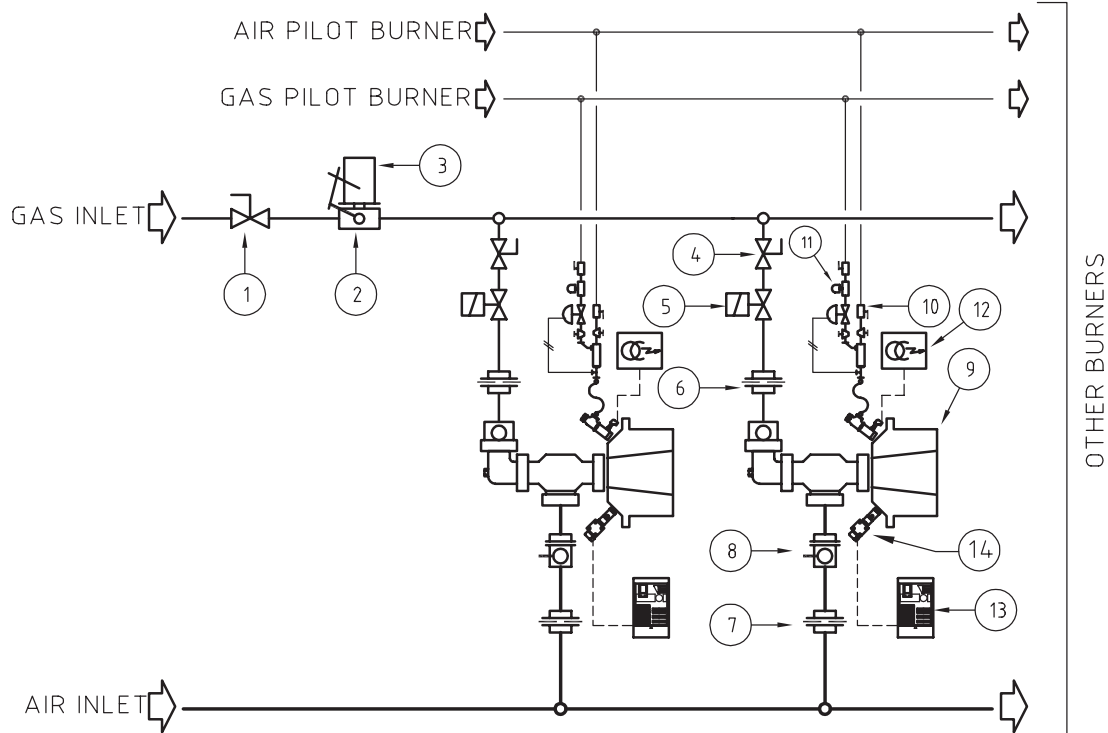 AIR PILOT BURNER
GAS PILOT BURNER
3
GAS INLET
1
2
4
11
5
10
12
6
9
OTHER BURNERS
8
14
7
13
AIR INLET